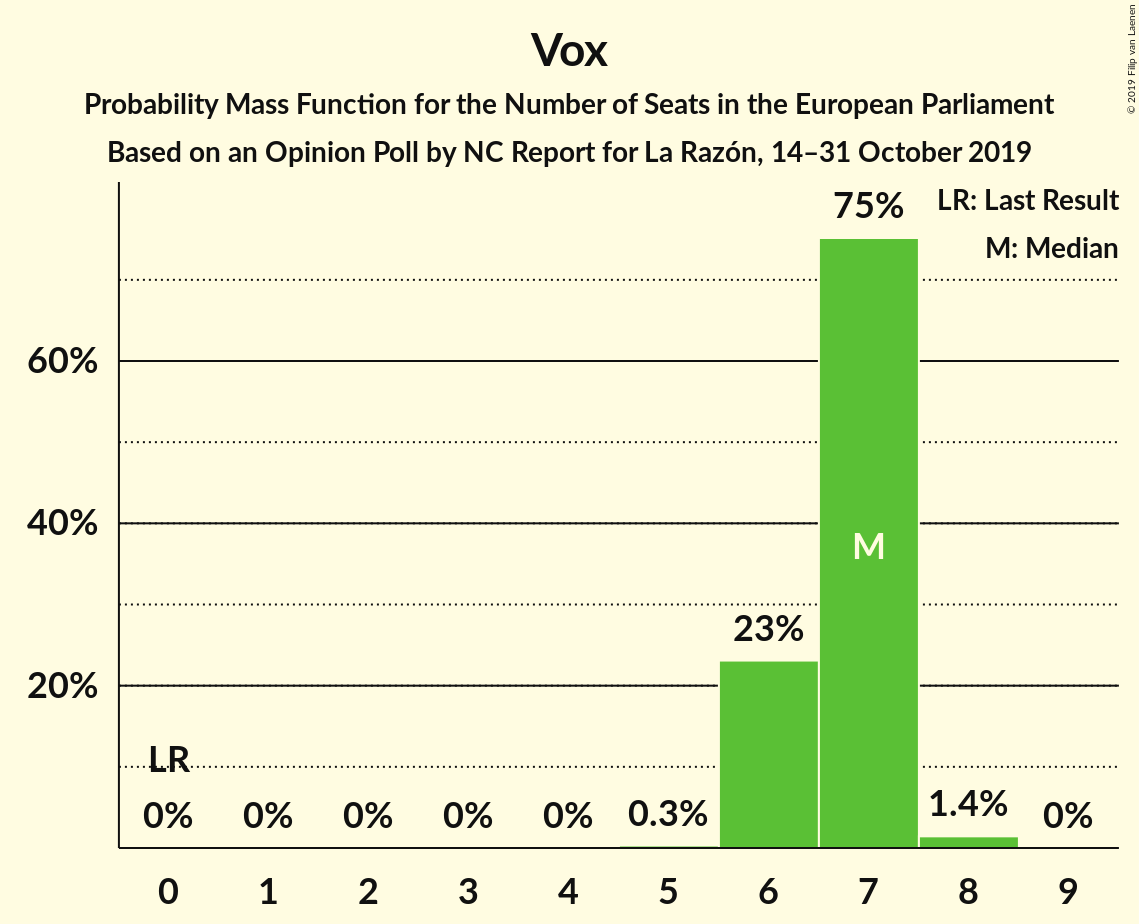 Vox
Probability Mass Function for the Number of Seats in the European Parliament
Based on an Opinion Poll by NC Report for La Razón, 14–31 October 2019
© 2019 Filip van Laenen
LR: Last Result
M: Median
75%
60%
40%
M
23%
20%
LR
0% 0% 0% 0% 0% 0.3% 1.4% 0%
0 1 2 3 4 5 6 7 8 9